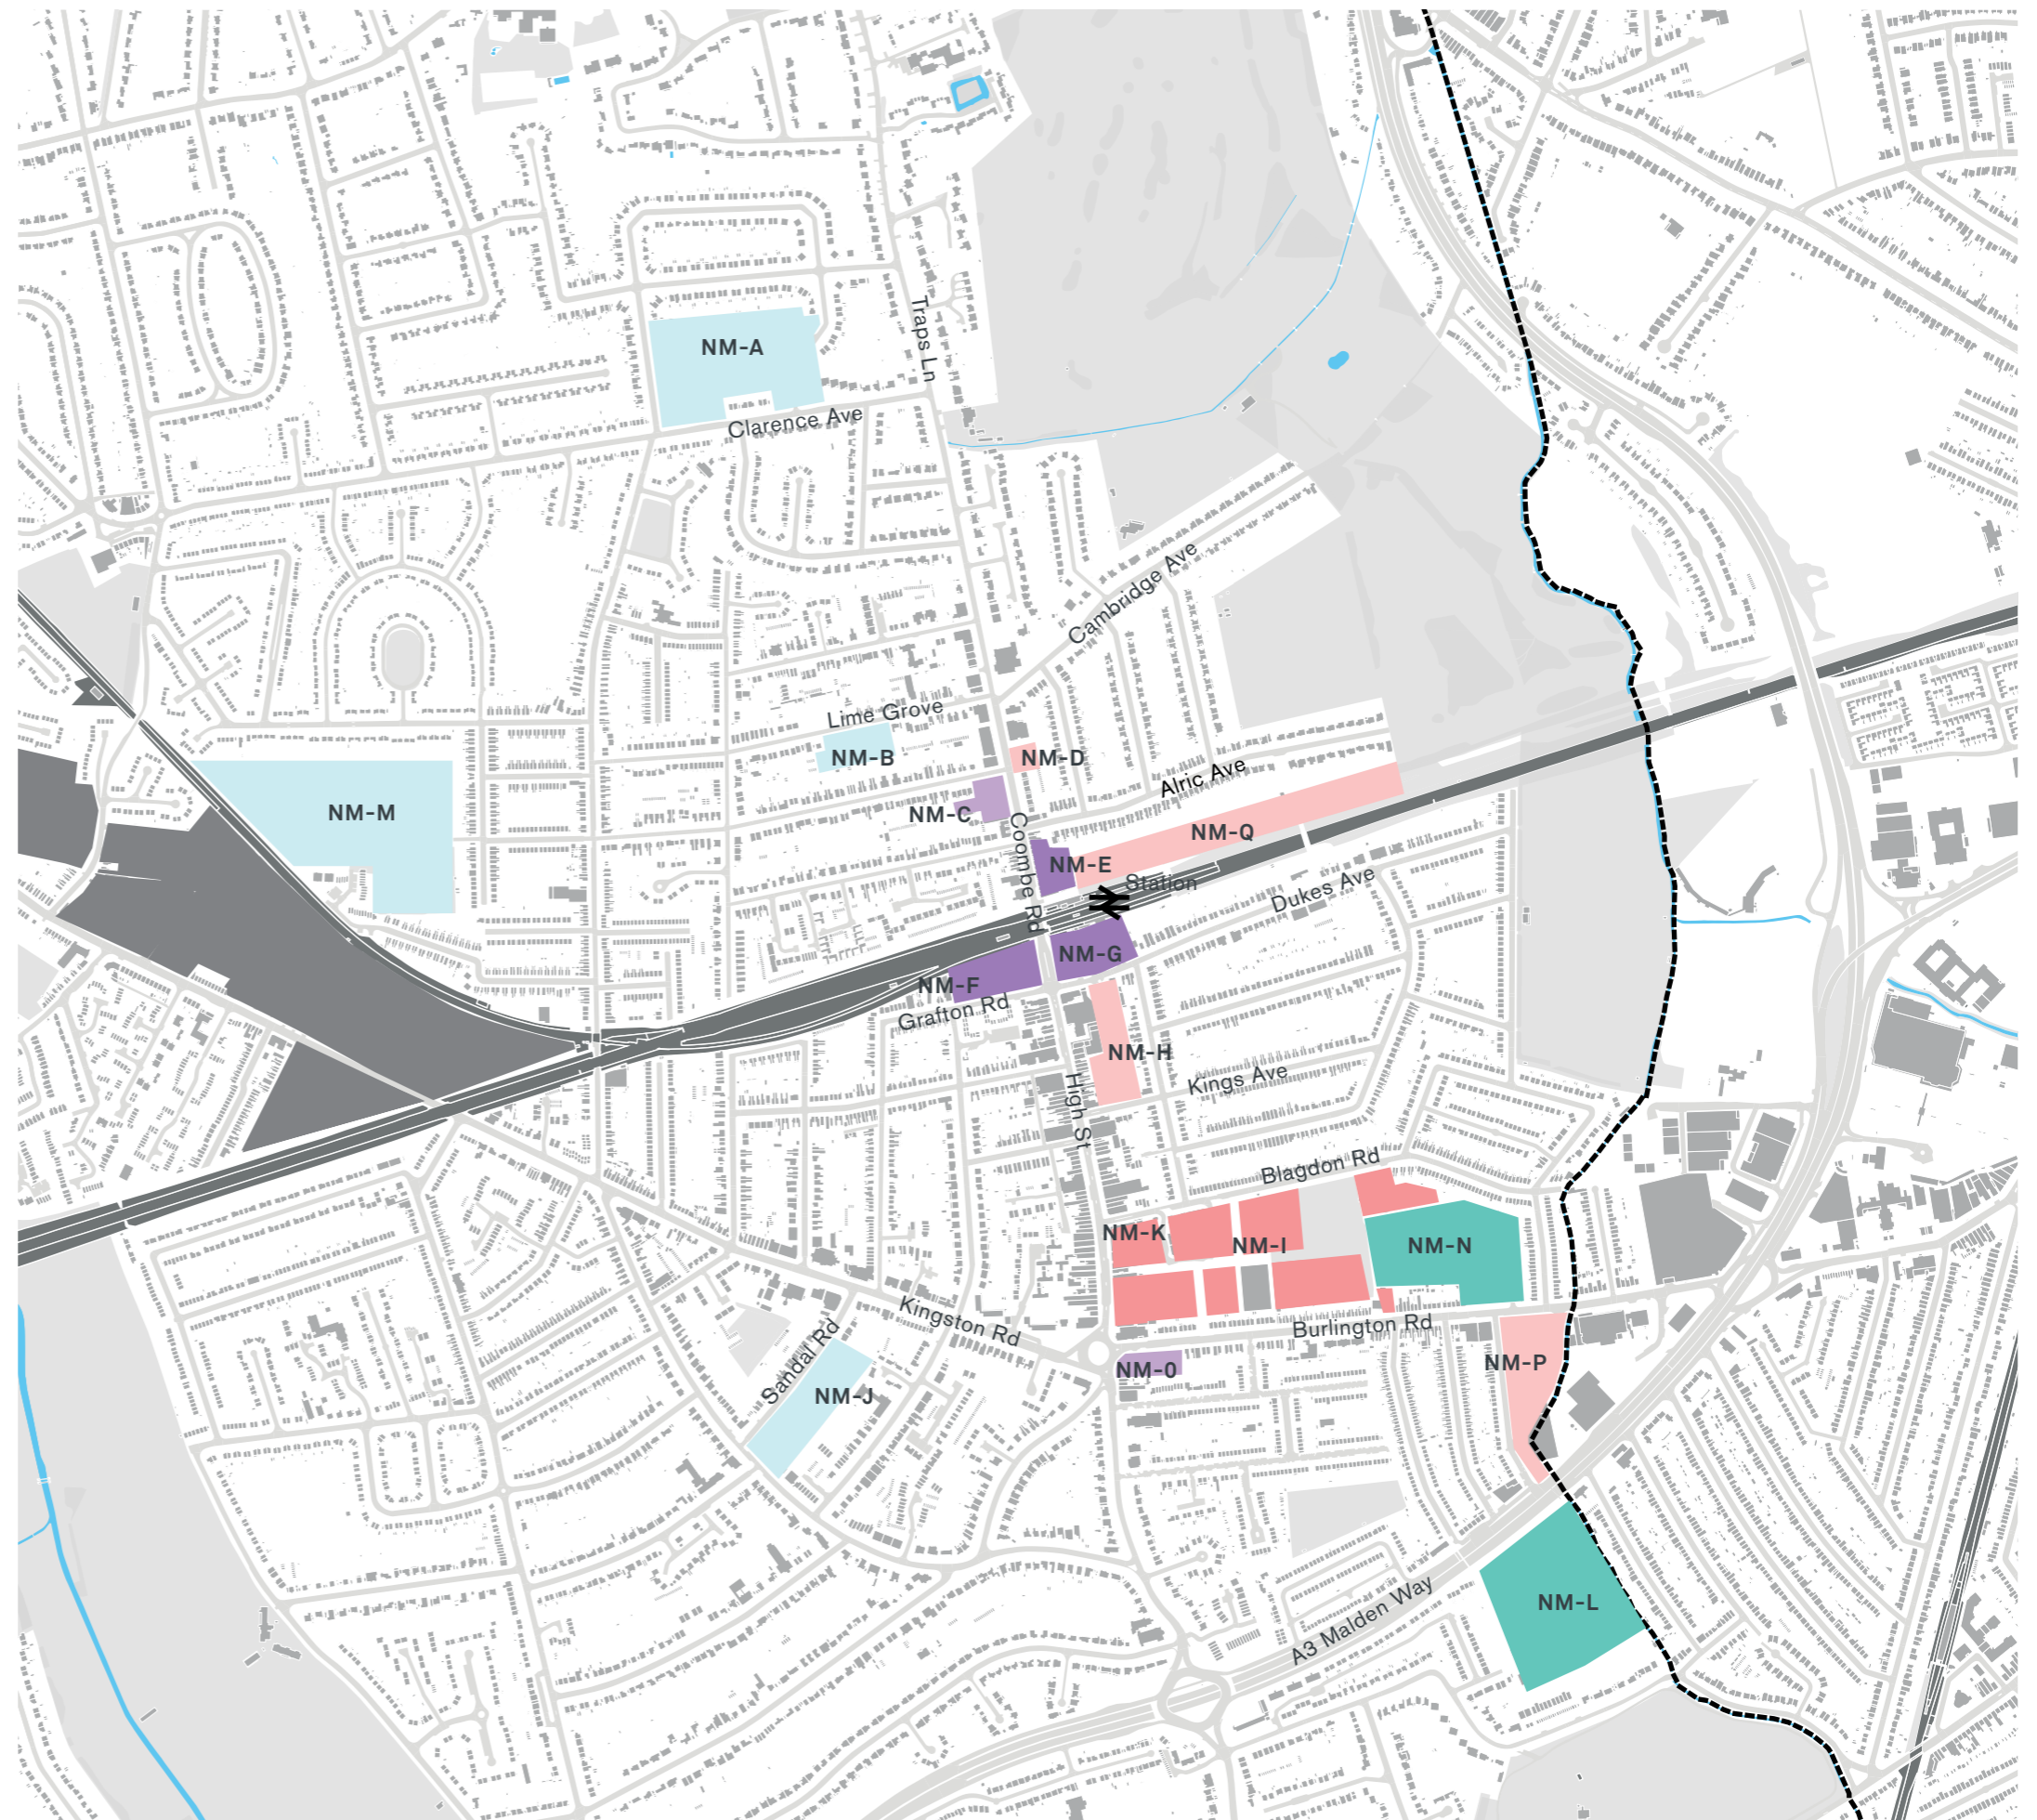 NM-A
Traps Ln
Clarence Ave
Cambridge Ave
Lime Grove
NM-B
NM-D
Alric Ave
NM-M
NM-C
Coombe Rd
NM-Q
NM-E
Station
Dukes Ave
NM-G
NM-F
Grafton Rd
NM-H
Kings Ave
High St
Blagdon Rd
NM-K
NM-I
NM-N
Kingston Rd
Burlington Rd
NM-P
NM-0
Sandal Rd
NM-J
A3 Malden Way
NM-L